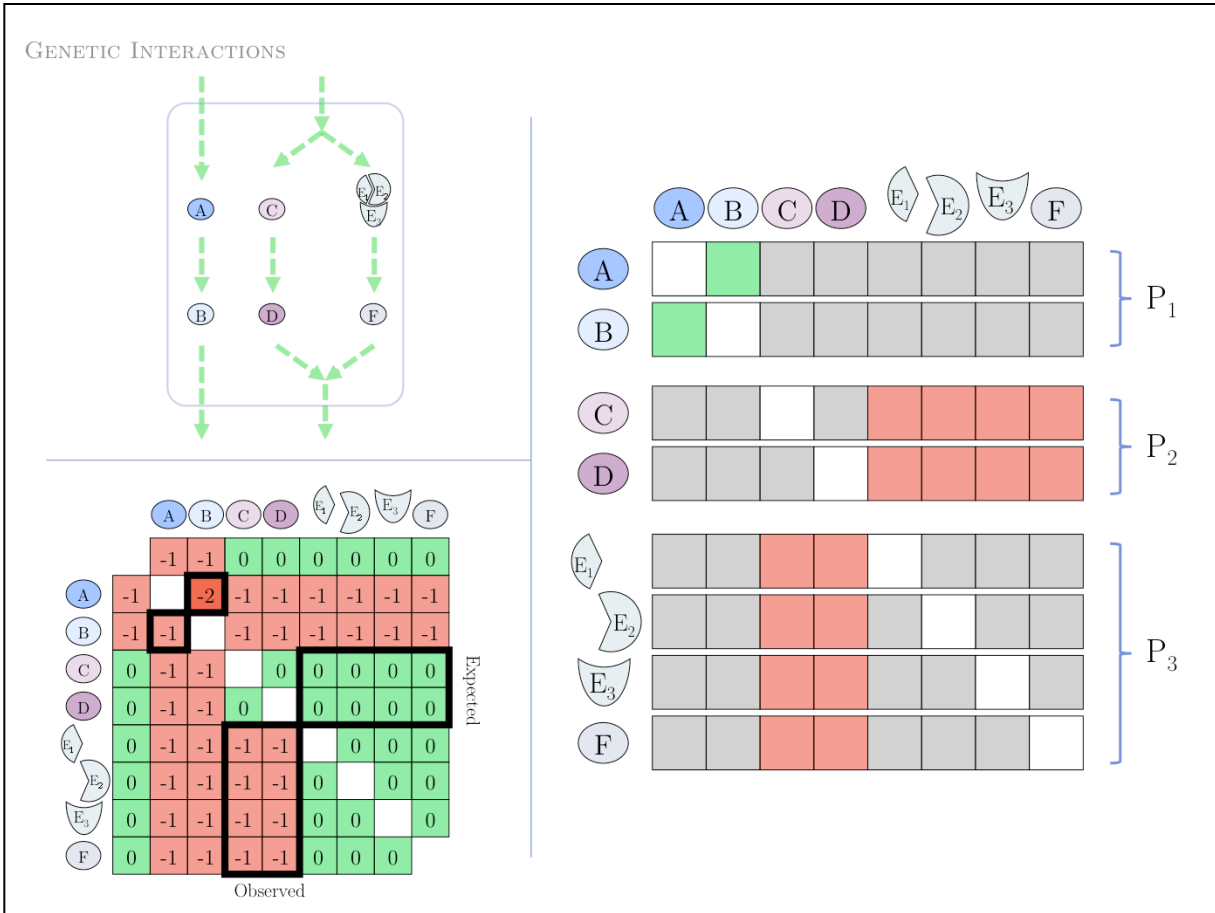 Genetic Interactions
A C E₁ E₂
E₃
B D F
A B C D E₁ E₂ E₃ F
-1 -1 0 0 0 0 0 0
A -1 -2 -1 -1 -1 -1 -1 -1
B -1 -1 -1 -1 -1 -1 -1 -1
C 0 -1 -1 0 0 0 0 0
D 0 -1 -1 0 0 0 0 0
Expected
E₁ 0 -1 -1 -1 -1 0 0 0
E₂ 0 -1 -1 -1 -1 0 0 0
E₃ 0 -1 -1 -1 -1 0 0 0
F 0 -1 -1 -1 -1 0 0 0
Observed
A B C D E₁ E₂ E₃ F
A
P₁
B
C
P₂
D
E₁
E₂
P₃
E₃
F